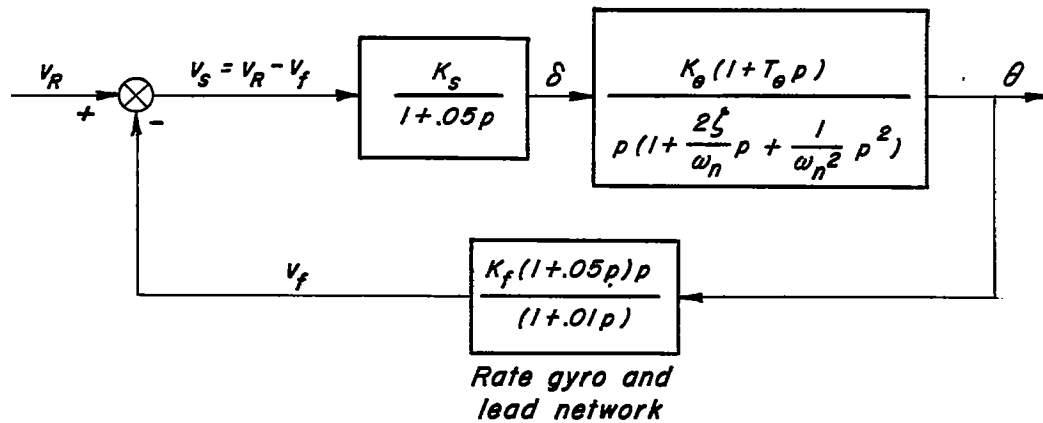 v_R
+
-
v_s = v_R - v_f
K_s
1+.05p
δ
K_θ(1+T_θ p)
p(1+ 2ζ/ω_n p + 1/ω_n² p²)
θ
v_f
K_f(1+.05p)p
(1+.01p)
Rate gyro and
lead network